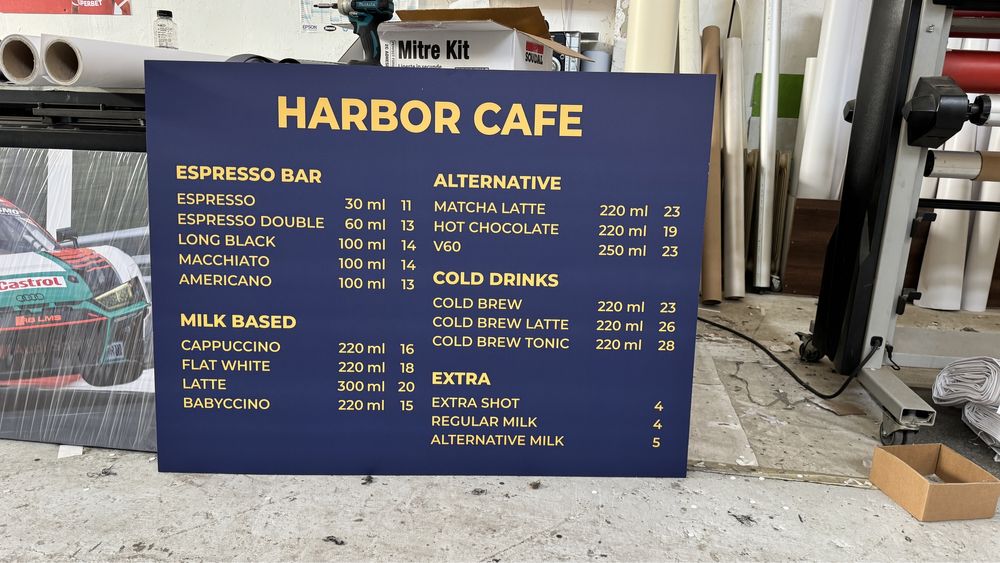 Mitre Kit
SOUDAL
EPSON
HARBOR CAFE
ESPRESSO BAR
ESPRESSO 30 ml 11
ESPRESSO DOUBLE 60 ml 13
LONG BLACK 100 ml 14
MACCHIATO 100 ml 14
AMERICANO 100 ml 13
MILK BASED
CAPPUCCINO 220 ml 16
FLAT WHITE 220 ml 18
LATTE 300 ml 20
BABYCCINO 220 ml 15
ALTERNATIVE
MATCHA LATTE 220 ml 23
HOT CHOCOLATE 220 ml 19
V60 250 ml 23
COLD DRINKS
COLD BREW 220 ml 23
COLD BREW LATTE 220 ml 26
COLD BREW TONIC 220 ml 28
EXTRA
EXTRA SHOT 4
REGULAR MILK 4
ALTERNATIVE MILK 5
Castrol